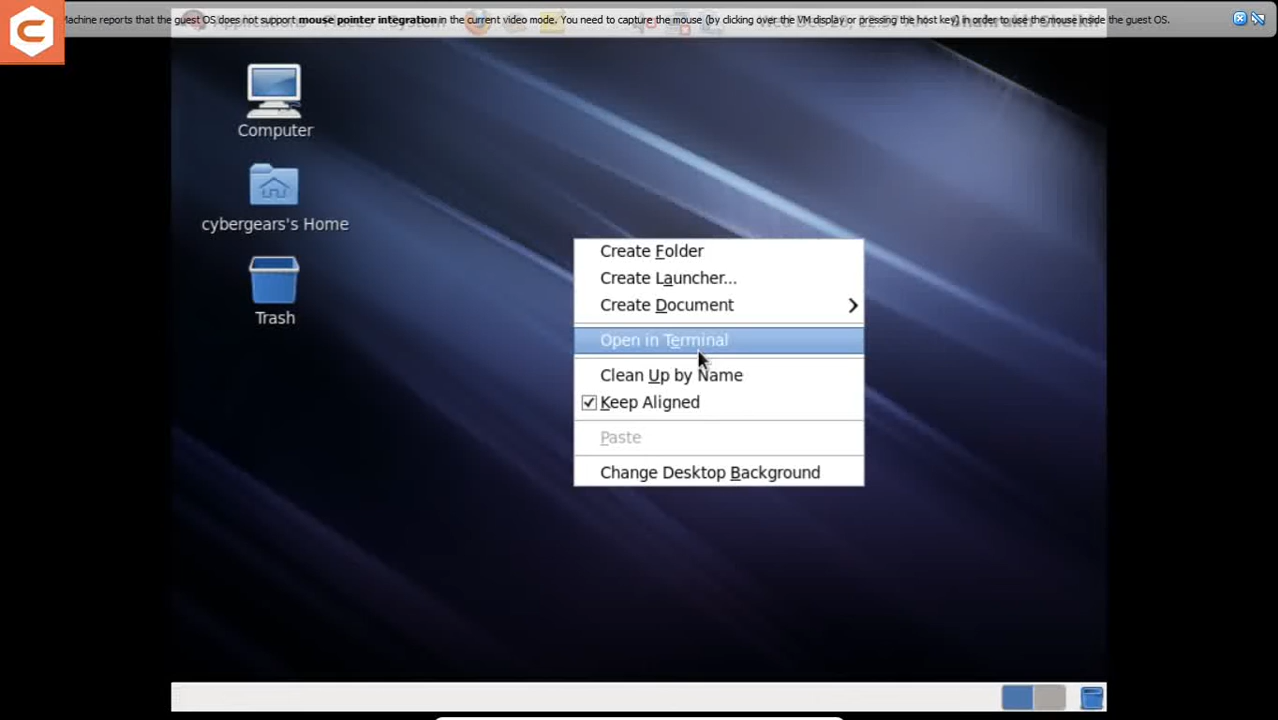 Machine reports that the guest OS does not support mouse pointer integration in the current video mode. You need to capture the mouse (by clicking over the VM display or pressing the host key) in order to use the mouse inside the guest OS.
Computer
cybergears's Home
Trash
Create Folder
Create Launcher...
Create Document
Open in Terminal
Clean Up by Name
Keep Aligned
Paste
Change Desktop Background